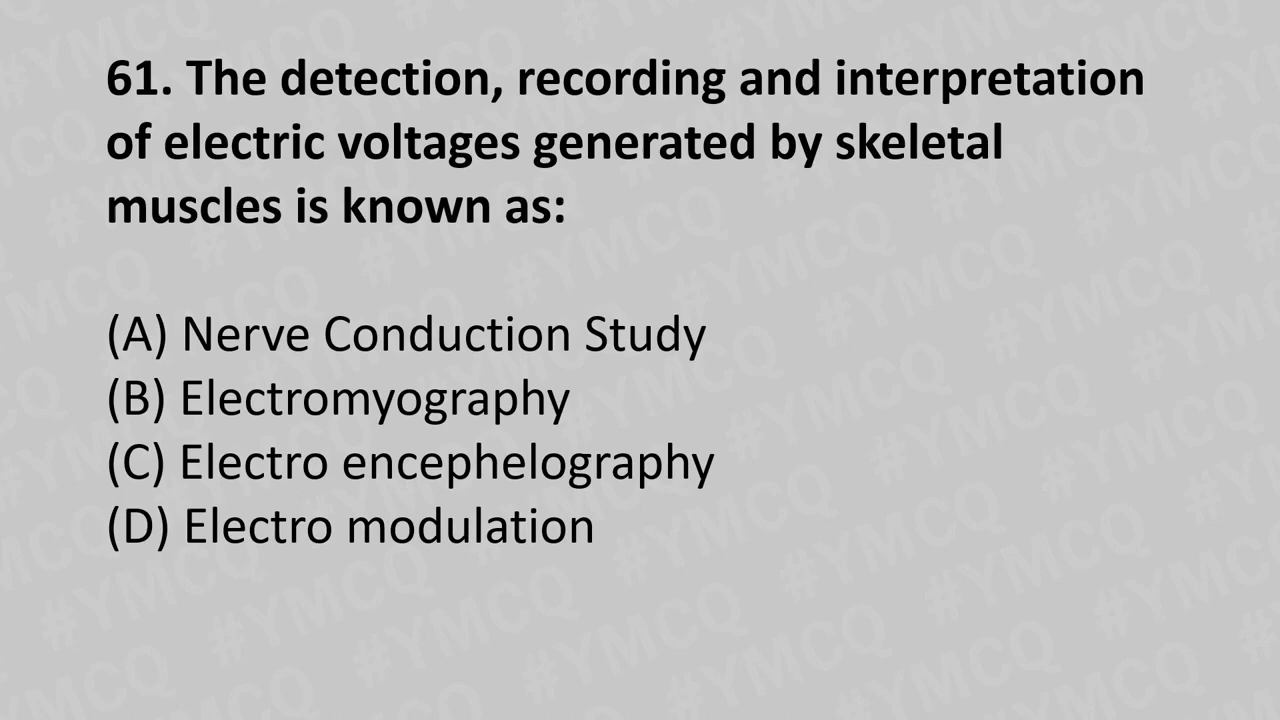 61. The detection, recording and interpretation
of electric voltages generated by skeletal
muscles is known as:
(A) Nerve Conduction Study
(B) Electromyography
(C) Electro encephelography
(D) Electro modulation
#YMCQ